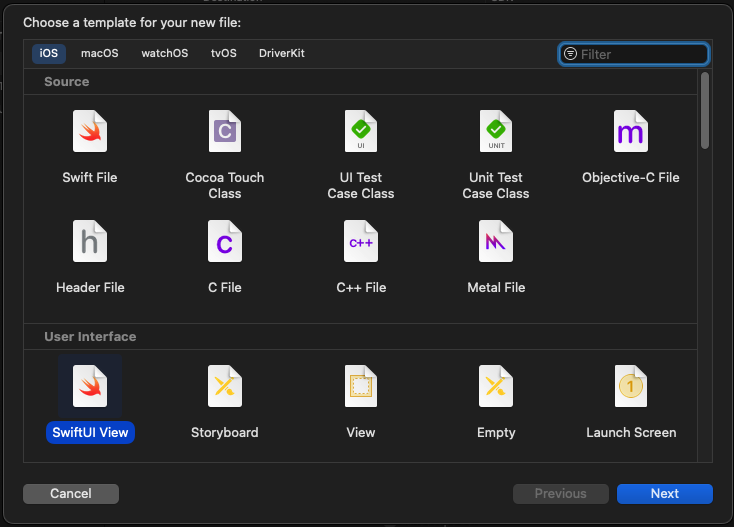 Choose a template for your new file:
iOS macOS watchOS tvOS DriverKit Filter
Source
Swift File
Cocoa Touch Class
UI
UI Test Case Class
UNIT
Unit Test Case Class
m
Objective-C File
h
Header File
C
C File
C++
C++ File
Metal File
User Interface
SwiftUI View
Storyboard
View
Empty
1
Launch Screen
Cancel Previous Next